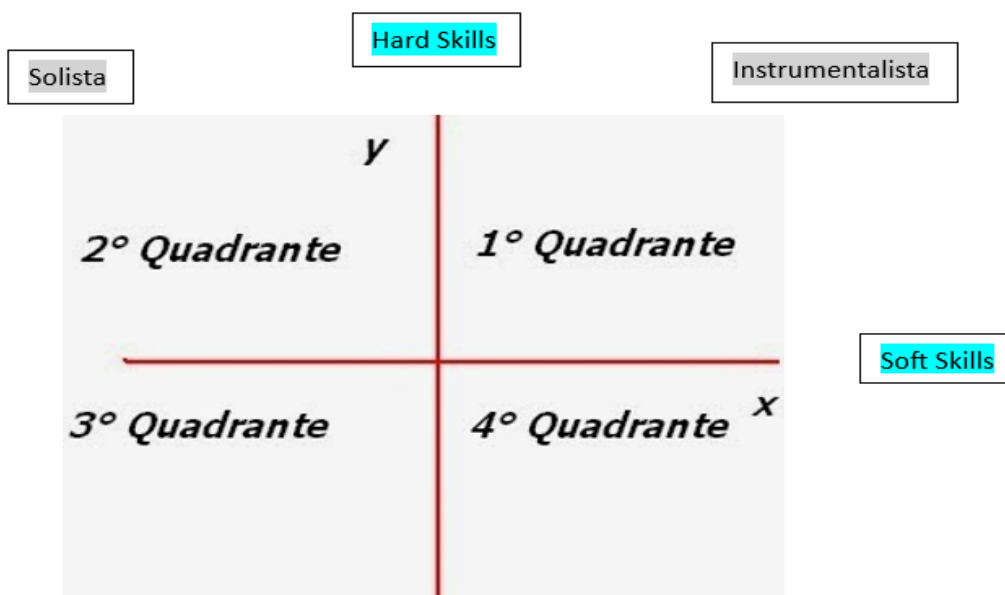 Hard Skills
Solista
Instrumentalista
y
2° Quadrante
1° Quadrante
Soft Skills
x
3° Quadrante
4° Quadrante